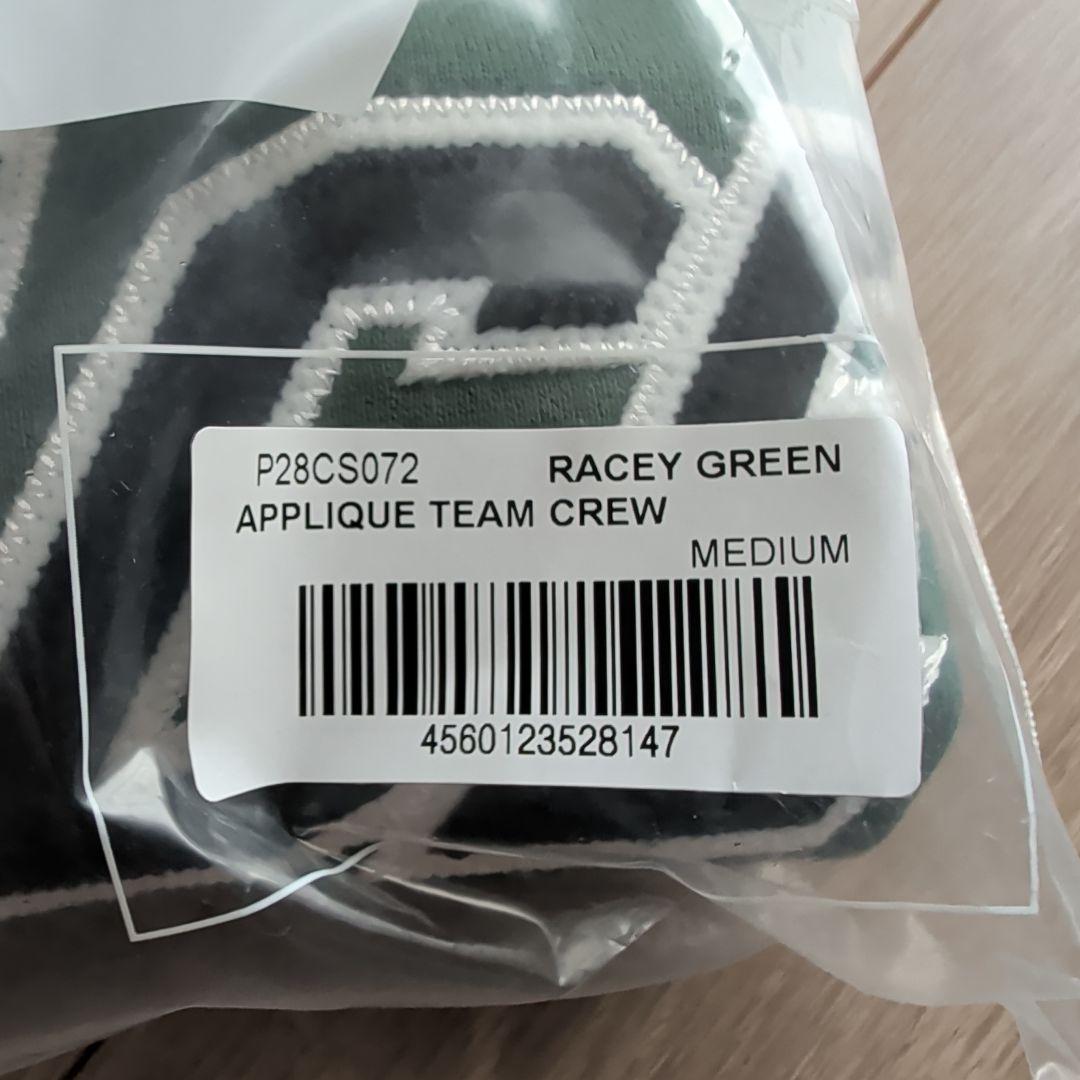 P28CS072 RACEY GREEN
APPLIQUE TEAM CREW
MEDIUM
4560123528147